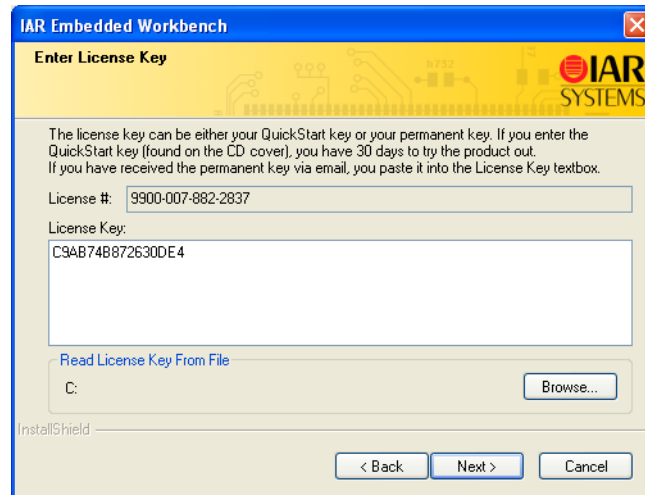 IAR Embedded Workbench
Enter License Key
b752
IAR
SYSTEMS
The license key can be either your QuickStart key or your permanent key. If you enter the
QuickStart key (found on the CD cover), you have 30 days to try the product out.
If you have received the permanent key via email, you paste it into the License Key textbox.
License #: 9900-007-882-2837
License Key:
C9AB74B872630DE4
Read License Key From File
C:
Browse...
InstallShield
< Back
Next >
Cancel